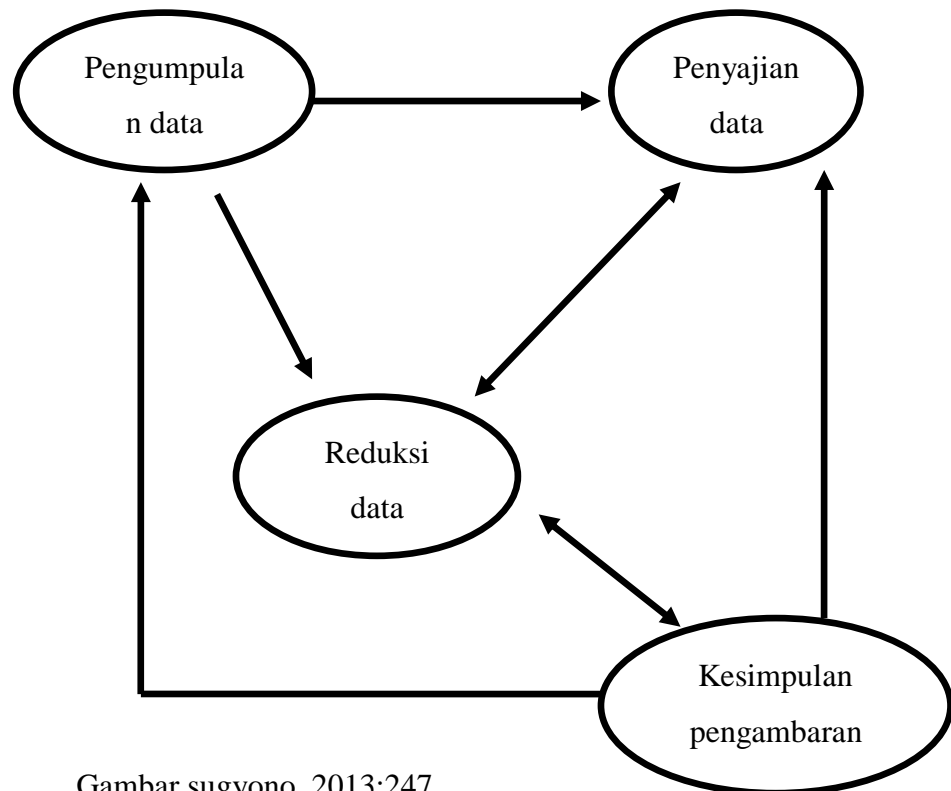 Pengumpula
n data
Penyajian
data
Reduksi
data
Kesimpulan
pengambaran
Gambar sugyono, 2013:247